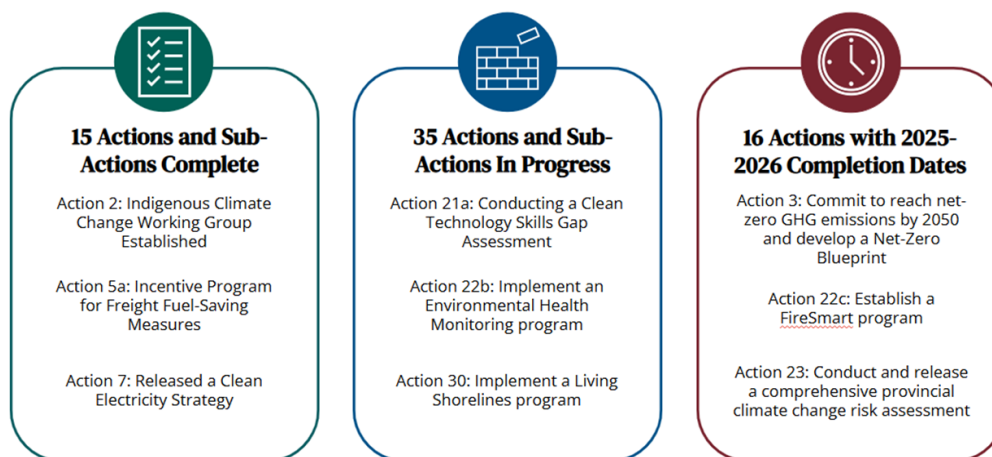 15 Actions and Sub-
Actions Complete
Action 2: Indigenous Climate
Change Working Group
Established
Action 5a: Incentive Program
for Freight Fuel-Saving
Measures
Action 7: Released a Clean
Electricity Strategy
35 Actions and Sub-
Actions In Progress
Action 21a: Conducting a Clean
Technology Skills Gap
Assessment
Action 22b: Implement an
Environmental Health
Monitoring program
Action 30: Implement a Living
Shorelines program
16 Actions with 2025-
2026 Completion Dates
Action 3: Commit to reach net-
zero GHG emissions by 2050
and develop a Net-Zero
Blueprint
Action 22c: Establish a
FireSmart program
Action 23: Conduct and release
a comprehensive provincial
climate change risk assessment